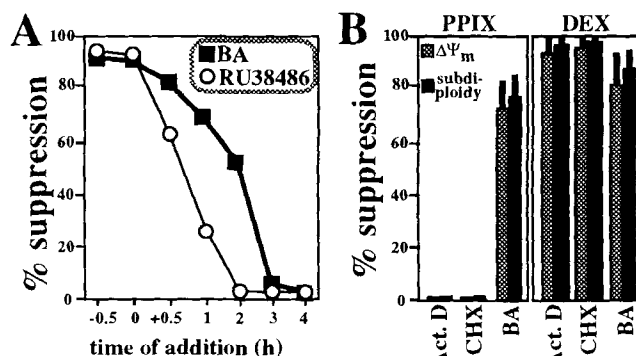 A
% suppression
100
80
60
40
20
0
BA
RU38486
-0.5 0 +0.5 1 2 3 4
time of addition (h)
B
PPIX DEX
% suppression
100
80
60
40
20
0
ΔΨm
subdi-
ploidy
Act. D
CHX
BA
Act. D
CHX
BA